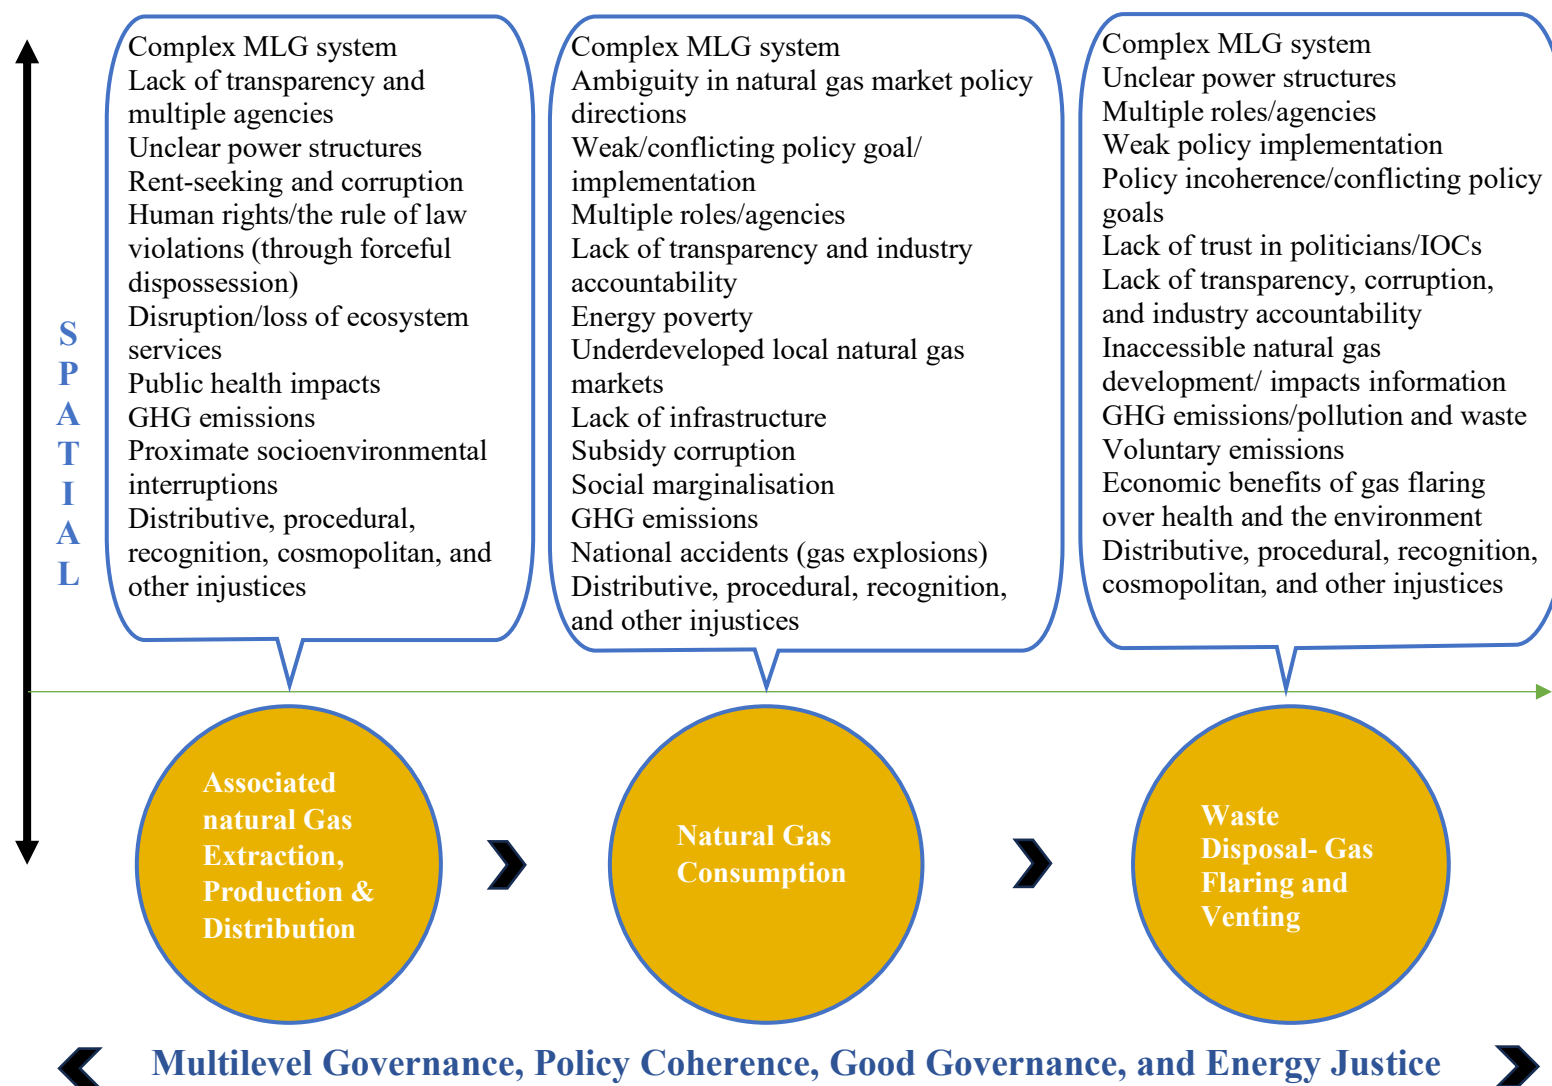 Complex MLG system
Lack of transparency and
multiple agencies
Unclear power structures
Rent-seeking and corruption
Human rights/the rule of law
violations (through forceful
dispossession)
Disruption/loss of ecosystem
services
Public health impacts
GHG emissions
Proximate socioenvironmental
interruptions
Distributive, procedural,
recognition, cosmopolitan, and
other injustices
Complex MLG system
Ambiguity in natural gas market policy
directions
Weak/conflicting policy goal/
implementation
Multiple roles/agencies
Lack of transparency and industry
accountability
Energy poverty
Underdeveloped local natural gas
markets
Lack of infrastructure
Subsidy corruption
Social marginalisation
GHG emissions
National accidents (gas explosions)
Distributive, procedural, recognition,
and other injustices
Complex MLG system
Unclear power structures
Multiple roles/agencies
Weak policy implementation
Policy incoherence/conflicting policy
goals
Lack of trust in politicians/IOCs
Lack of transparency, corruption,
and industry accountability
Inaccessible natural gas
development/ impacts information
GHG emissions/pollution and waste
Voluntary emissions
Economic benefits of gas flaring
over health and the environment
Distributive, procedural, recognition,
cosmopolitan, and other injustices
S
P
A
T
I
A
L
Associated
natural Gas
Extraction,
Production &
Distribution
Natural Gas
Consumption
Waste
Disposal- Gas
Flaring and
Venting
Multilevel Governance, Policy Coherence, Good Governance, and Energy Justice